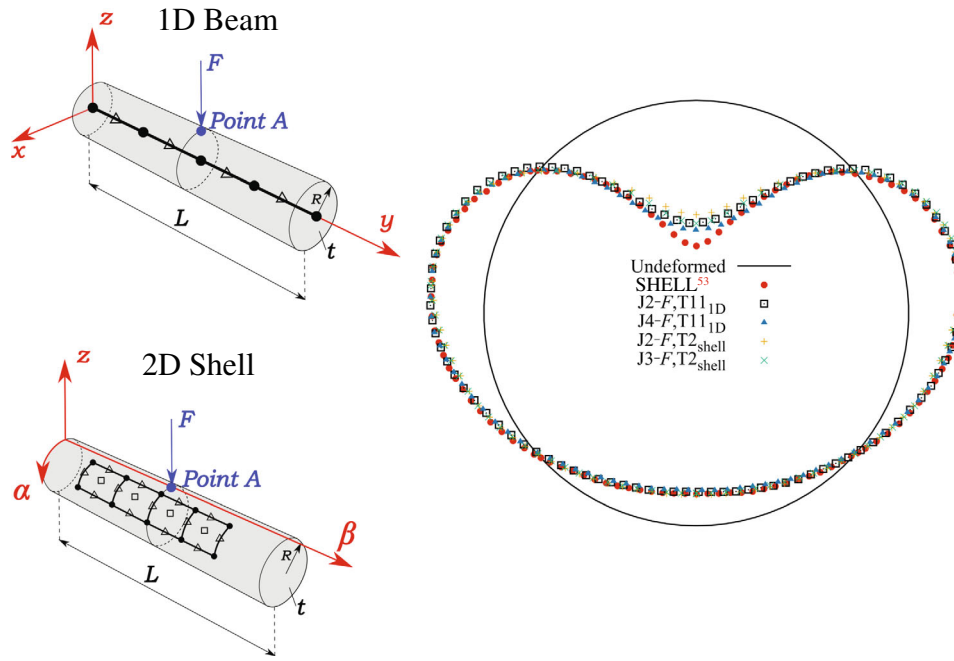 1D Beam
z
F
Point A
x
L
R
y
t
2D Shell
z
F
Point A
α
L
R
β
t
Undeformed
SHELL⁵³
J2-F,T11₁D
J4-F,T11₁D
J2-F,T2shell
J3-F,T2shell